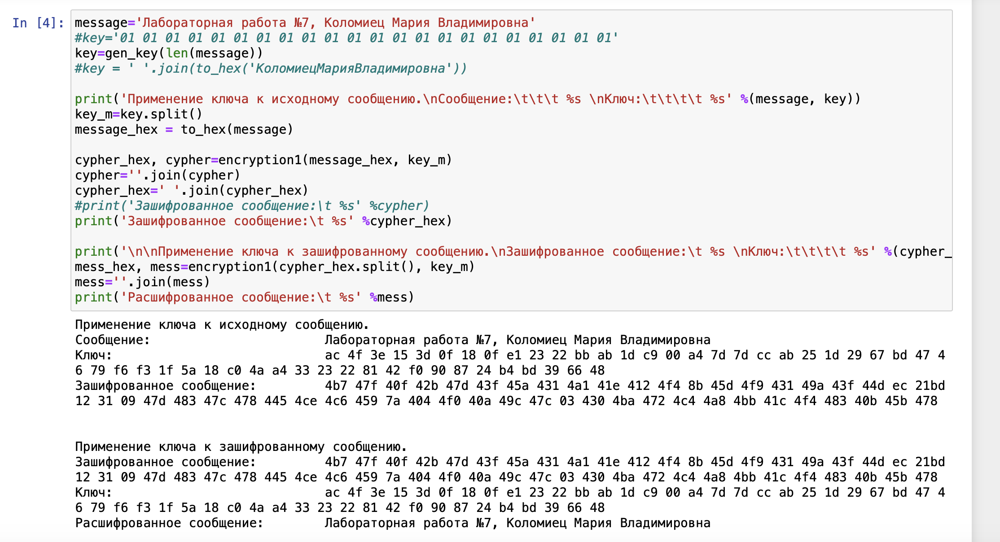 In [4]:
message='Лабораторная работа №7, Коломиец Мария Владимировна'
#key='01 01 01 01 01 01 01 01 01 01 01 01 01 01 01 01 01 01 01 01 01 01'
key=gen_key(len(message))
#key = ' '.join(to_hex('КоломиецМарияВладимировна'))
print('Применение ключа к исходному сообщению.\nСообщение:\t\t\t %s \nКлюч:\t\t\t\t %s' %(message, key))
key_m=key.split()
message_hex = to_hex(message)
cypher_hex, cypher=encryption1(message_hex, key_m)
cypher=''.join(cypher)
cypher_hex=' '.join(cypher_hex)
#print('Зашифрованное сообщение:\t %s' %cypher)
print('Зашифрованное сообщение:\t %s' %cypher_hex)
print('\n\nПрименение ключа к зашифрованному сообщению.\nЗашифрованное сообщение:\t %s \nКлюч:\t\t\t\t %s' %(cypher_
mess_hex, mess=encryption1(cypher_hex.split(), key_m)
mess=''.join(mess)
print('Расшифрованное сообщение:\t %s' %mess)
Применение ключа к исходному сообщению.
Сообщение: Лабораторная работа №7, Коломиец Мария Владимировна
Ключ: ac 4f 3e 15 3d 0f 18 0f e1 23 22 bb ab 1d c9 00 a4 7d 7d cc ab 25 1d 29 67 bd 47 4
6 79 f6 f3 1f 5a 18 c0 4a a4 33 23 22 81 42 f0 90 87 24 b4 bd 39 66 48
Зашифрованное сообщение: 4b7 47f 40f 42b 47d 43f 45a 431 4a1 41e 412 4f4 8b 45d 4f9 431 49a 43f 44d ec 21bd
12 31 09 47d 483 47c 478 445 4ce 4c6 459 7a 404 4f0 40a 49c 47c 03 430 4ba 472 4c4 4a8 4bb 41c 4f4 483 40b 45b 478
Применение ключа к зашифрованному сообщению.
Зашифрованное сообщение: 4b7 47f 40f 42b 47d 43f 45a 431 4a1 41e 412 4f4 8b 45d 4f9 431 49a 43f 44d ec 21bd
12 31 09 47d 483 47c 478 445 4ce 4c6 459 7a 404 4f0 40a 49c 47c 03 430 4ba 472 4c4 4a8 4bb 41c 4f4 483 40b 45b 478
Ключ: ac 4f 3e 15 3d 0f 18 0f e1 23 22 bb ab 1d c9 00 a4 7d 7d cc ab 25 1d 29 67 bd 47 4
6 79 f6 f3 1f 5a 18 c0 4a a4 33 23 22 81 42 f0 90 87 24 b4 bd 39 66 48
Расшифрованное сообщение: Лабораторная работа №7, Коломиец Мария Владимировна